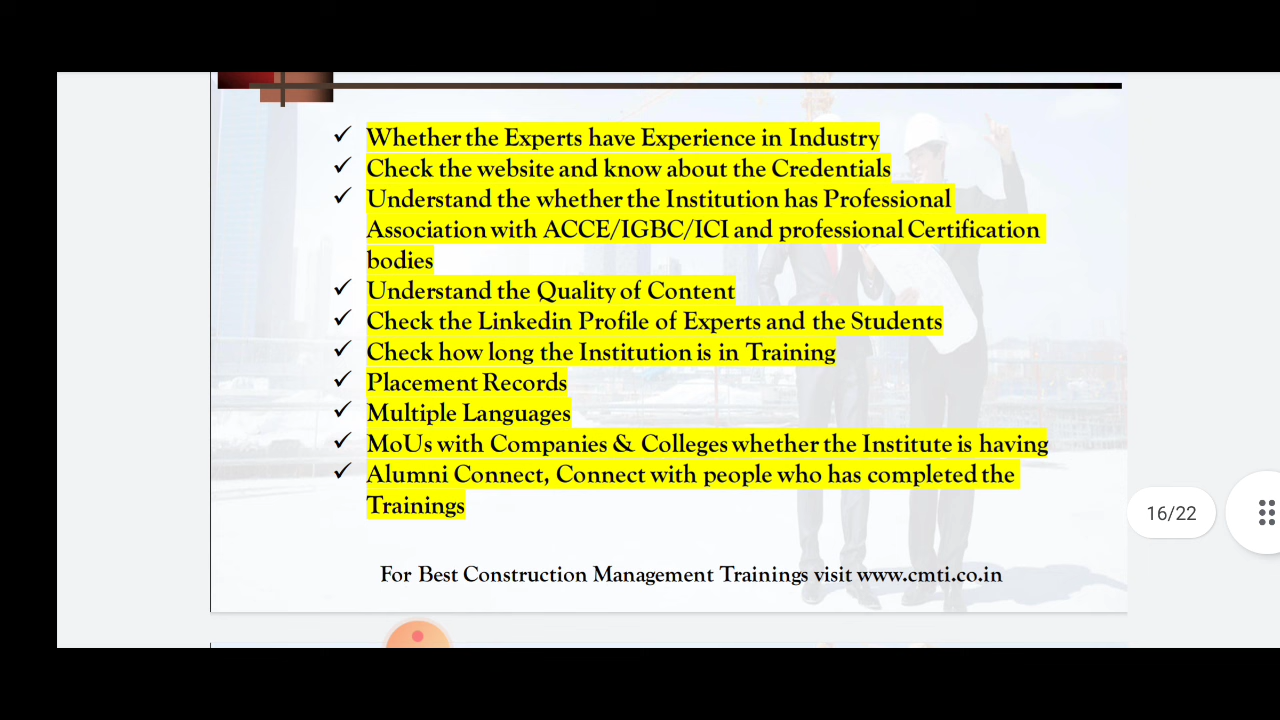 ✓ Whether the Experts have Experience in Industry
✓ Check the website and know about the Credentials
✓ Understand the whether the Institution has Professional
Association with ACCE/IGBC/ICI and professional Certification
bodies
✓ Understand the Quality of Content
✓ Check the Linkedin Profile of Experts and the Students
✓ Check how long the Institution is in Training
✓ Placement Records
✓ Multiple Languages
✓ MoUs with Companies & Colleges whether the Institute is having
✓ Alumni Connect, Connect with people who has completed the
Trainings
16/22
For Best Construction Management Trainings visit www.cmti.co.in